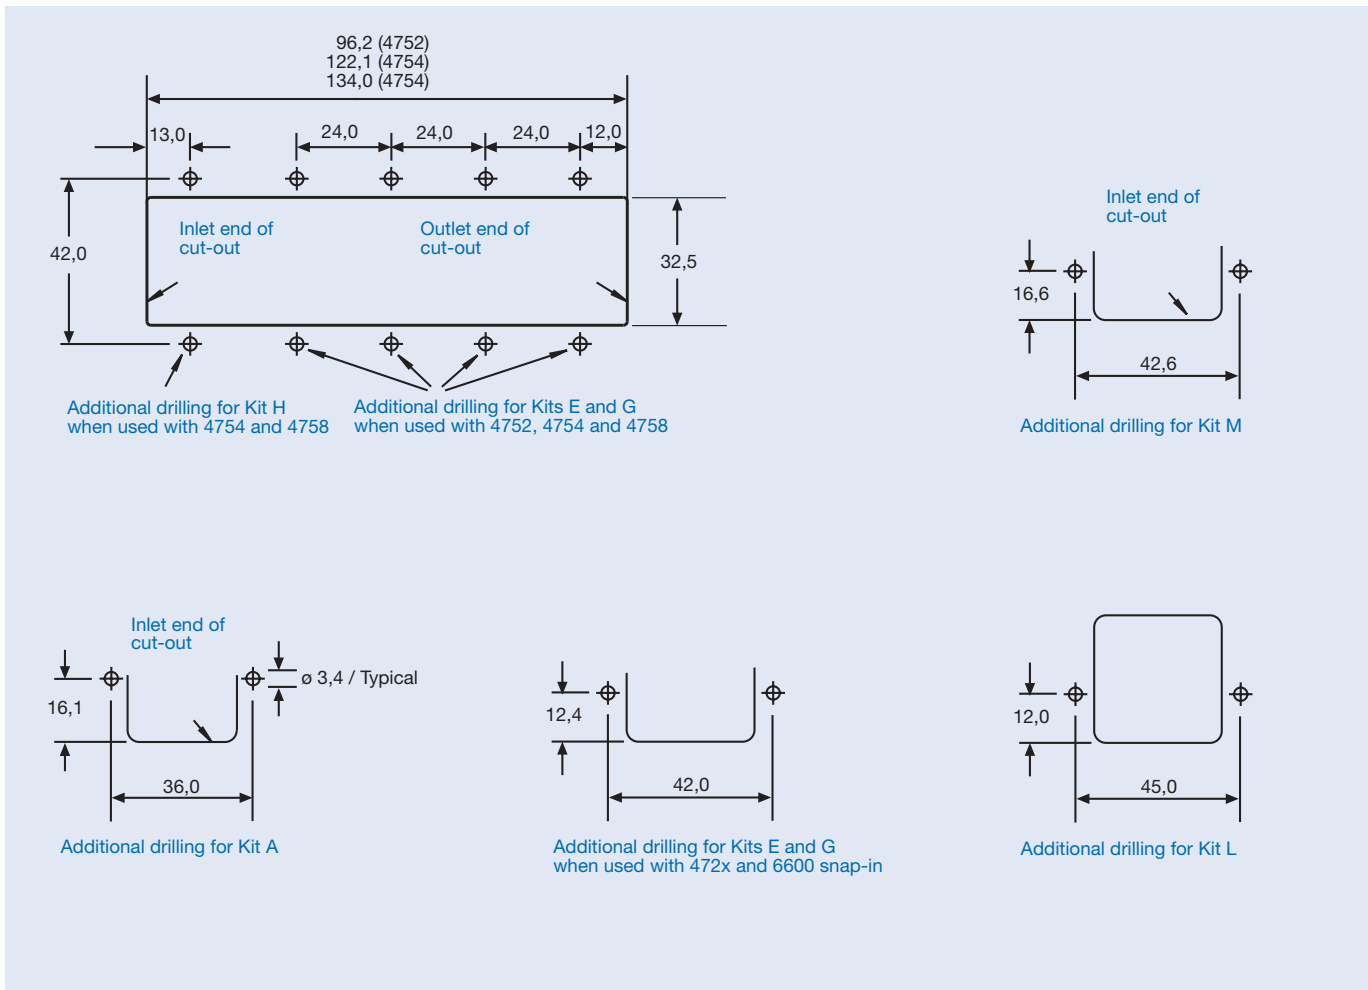 96,2 (4752)
122,1 (4754)
134,0 (4754)
13,0
24,0
24,0
24,0
12,0
Inlet end of
cut-out
Outlet end of
cut-out
42,0
32,5
Additional drilling for Kit H
when used with 4754 and 4758
Additional drilling for Kits E and G
when used with 4752, 4754 and 4758
Inlet end of
cut-out
16,6
42,6
Additional drilling for Kit M
Inlet end of
cut-out
ø 3,4 / Typical
16,1
36,0
Additional drilling for Kit A
12,4
42,0
Additional drilling for Kits E and G
when used with 472x and 6600 snap-in
12,0
45,0
Additional drilling for Kit L